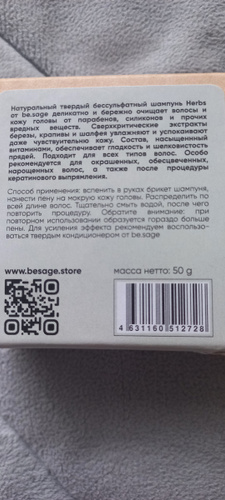 Натуральный твердый бессульфатный шампунь Herbs
от be.sage деликатно и бережно очищает волосы и
кожу головы от парабенов, силиконов и прочих
вредных веществ. Сверхкритические экстракты
березы, крапивы и шалфея увлажняют и успокаивают
даже чувствительную кожу. Состав, насыщенный
витаминами, обеспечивает гладкость и шелковистость
прядей. Подходит для всех типов волос. Особо
рекомендуется для окрашенных, обесцвеченных,
нарощенных волос, а также после процедуры
кератинового выпрямления.
Способ применения: вспенить в руках брикет шампуня,
нанести пену на мокрую кожу головы. Распределить по
всей длине волос. Тщательно смыть водой, после чего
повторить процедуру. Обратите внимание: при
повторном использовании образуется гораздо больше
пены. Для усиления эффекта рекомендуем воспользо-
ваться твердым кондиционером от be.sage
www.besage.store
масса нетто: 50 g
4 631160 512728